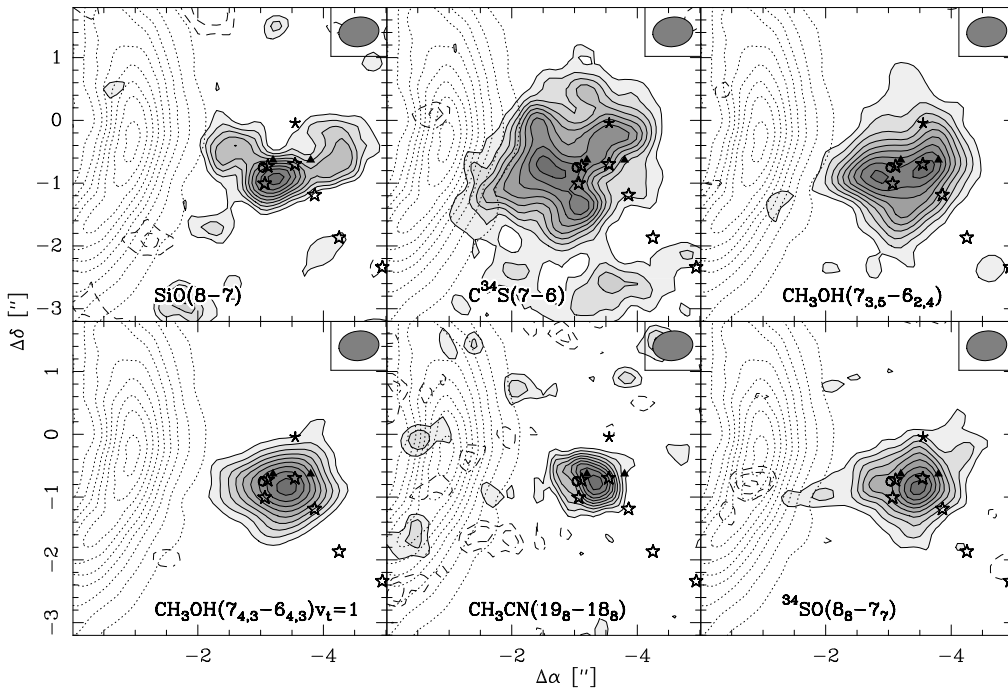 1
0
−1
−2
−3
SiO(8−7)
C³⁴S(7−6)
CH₃OH(7₃,₅−6₂,₄)
Δδ ["]
1
0
−1
−2
−3
CH₃OH(7₄,₃−6₄,₃)vₜ=1
CH₃CN(19₈−18₈)
³⁴SO(8₈−7₇)
−2
−4
−2
−4
−2
−4
Δα ["]